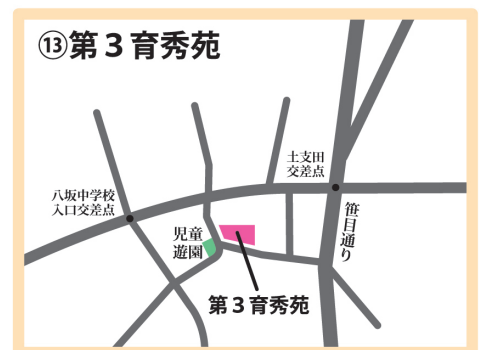 ⑬第3育秀苑
土支田
交差点
八坂中学校
入口交差点
笹目通り
児童
遊園
第3育秀苑